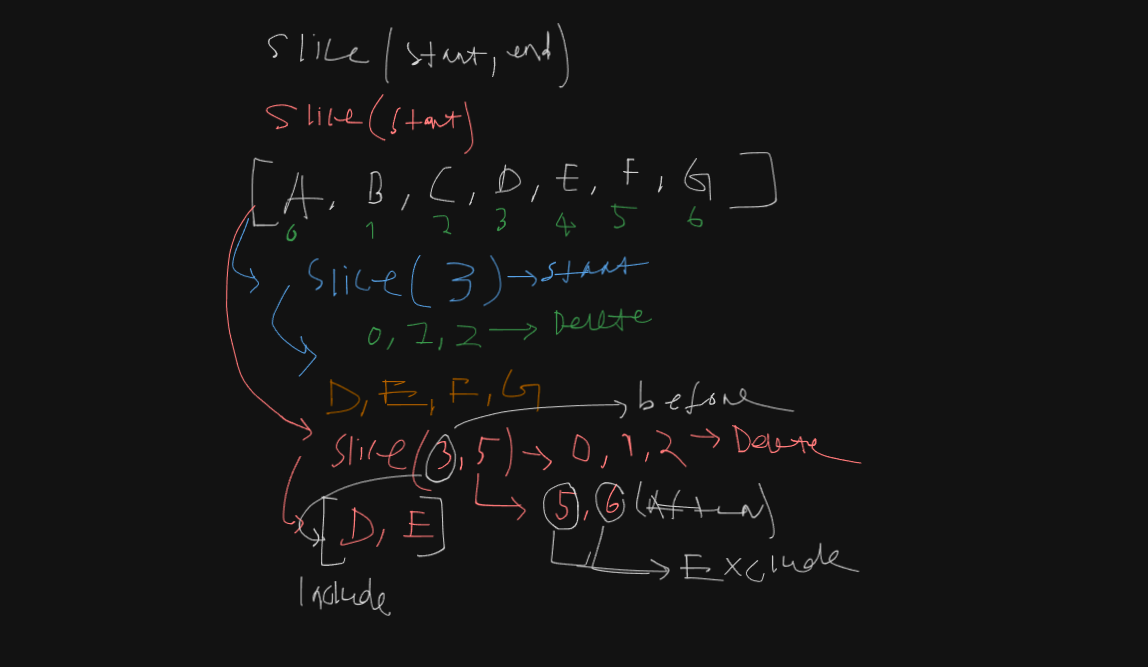 slice(start, end)
slice(start)
[A, B, C, D, E, F, G]
0 1 2 3 4 5 6
slice(3) → start
0, 1, 2 → Delete
D, E, F, G
→ before
slice(3, 5) → 0, 1, 2 → Delete
→ 5, 6 (After)
[D, E]
→ Exclude
Include